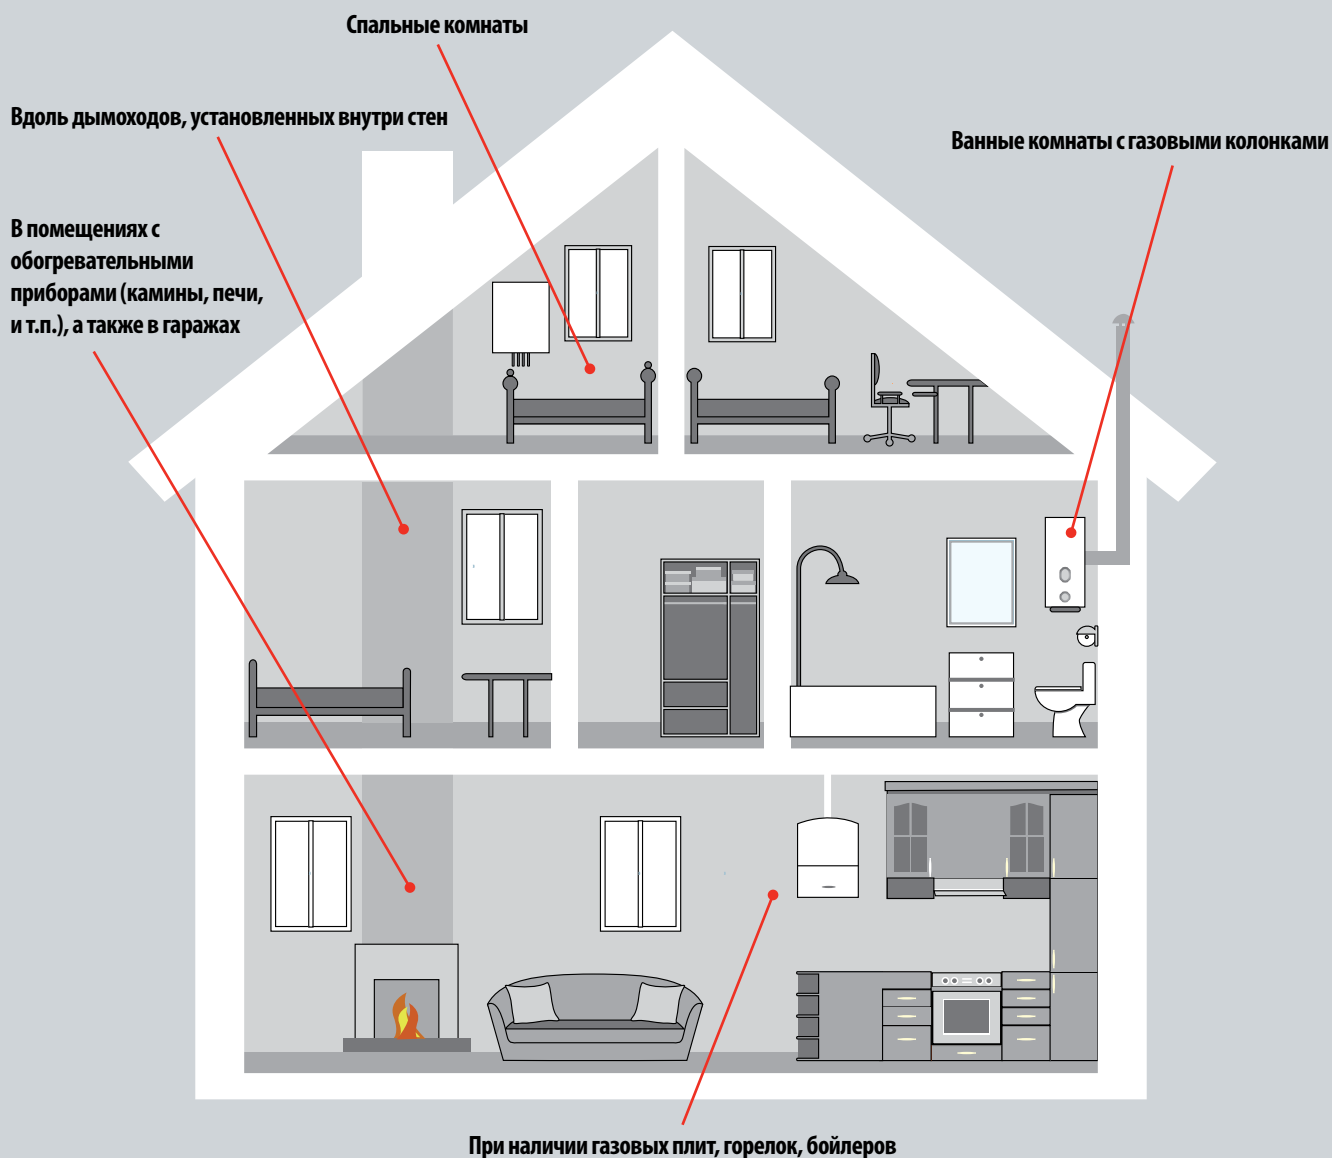 Спальные комнаты
Вдоль дымоходов, установленных внутри стен
Ванные комнаты с газовыми колонками
В помещениях с
обогревательными
приборами (камины, печи,
и т.п.), а также в гаражах
При наличии газовых плит, горелок, бойлеров